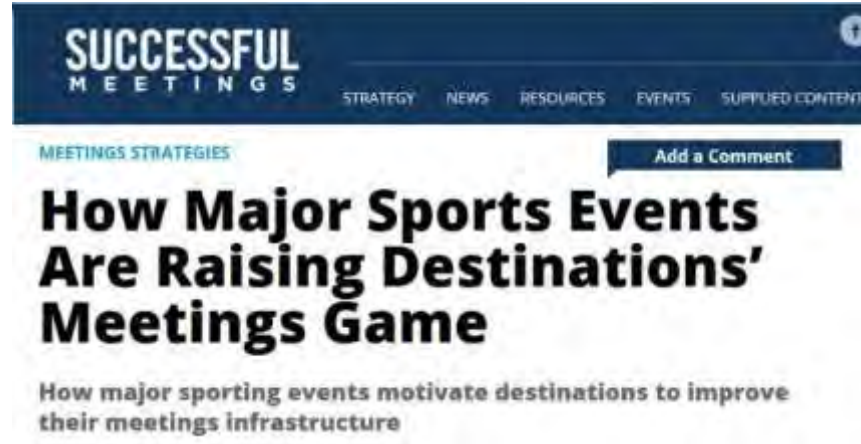 SUCCESSFUL
MEETINGS
STRATEGY NEWS RESOURCES EVENTS SUPPLIED CONTENT
MEETINGS STRATEGIES
Add a Comment
How Major Sports Events
Are Raising Destinations’
Meetings Game
How major sporting events motivate destinations to improve
their meetings infrastructure